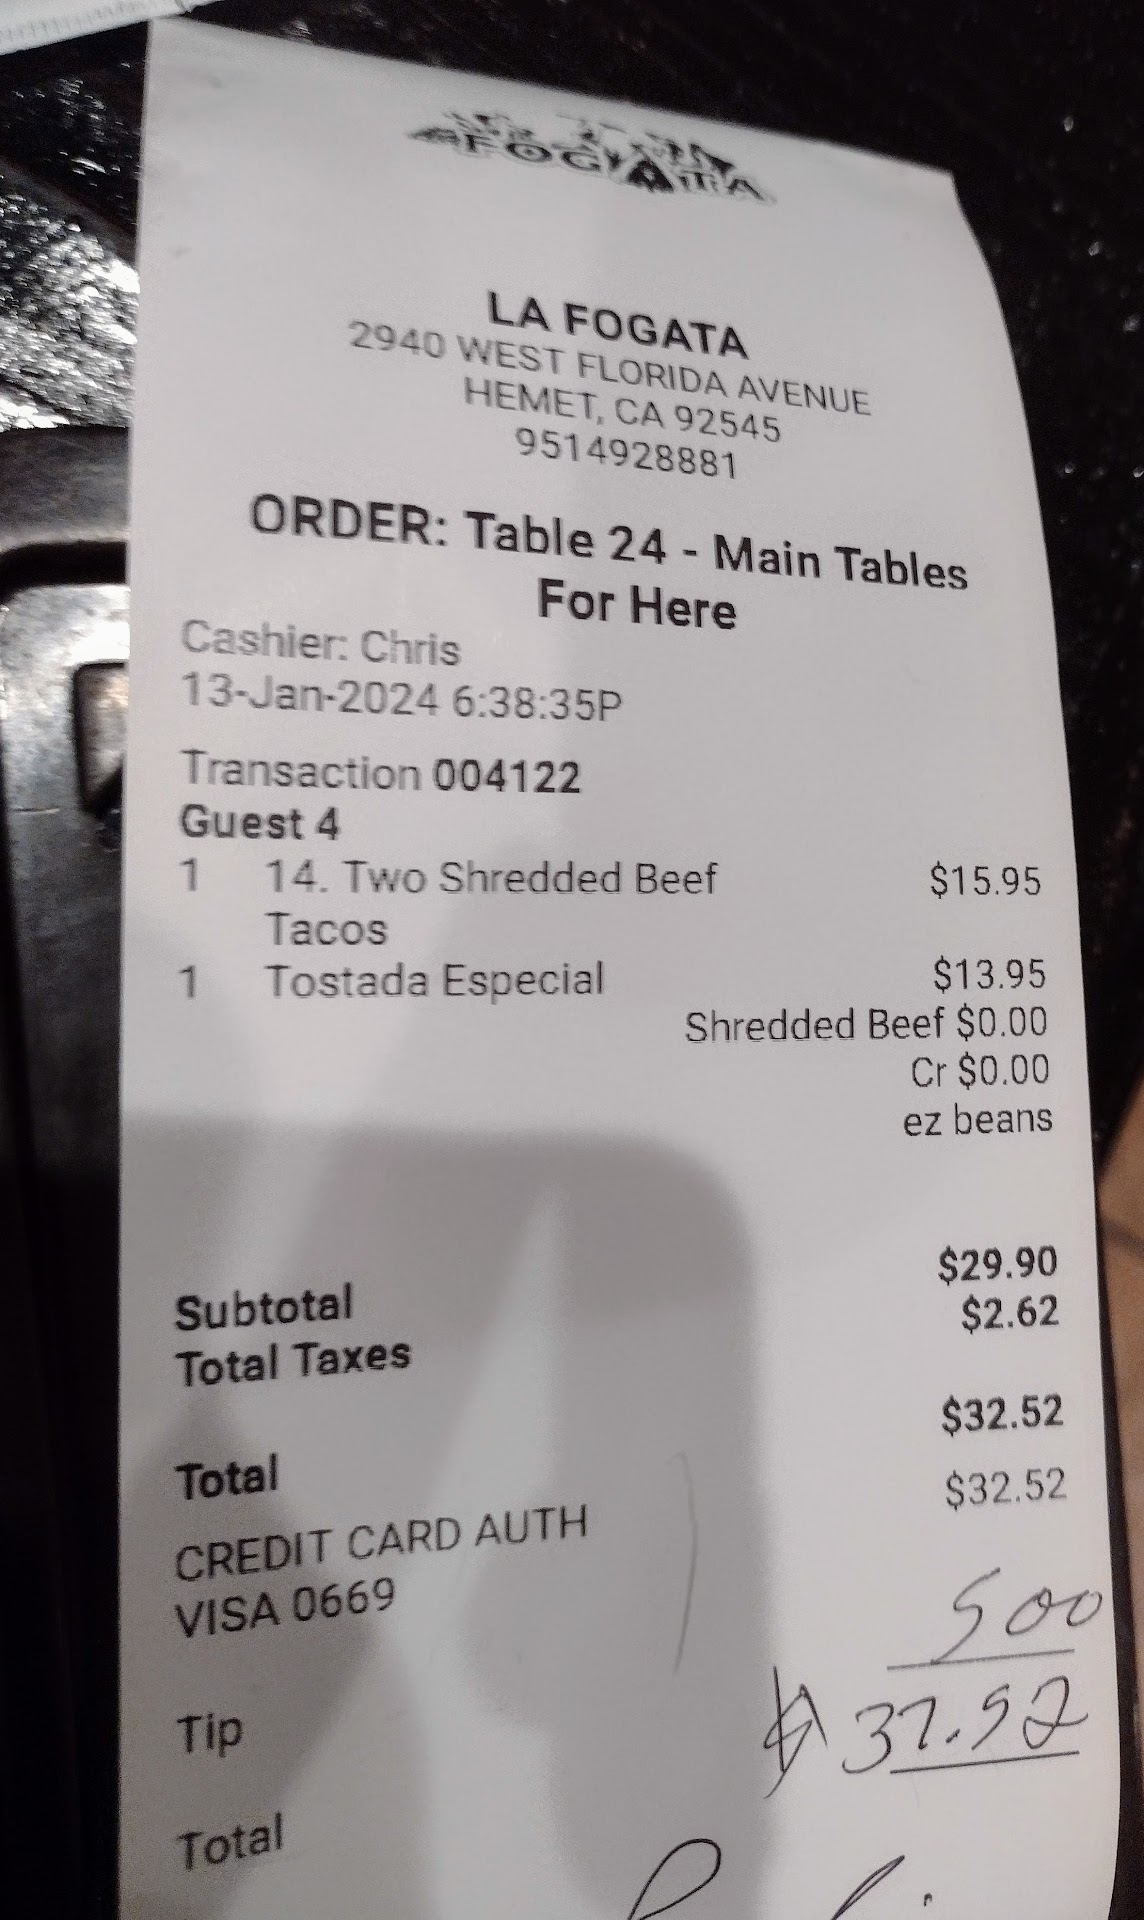 FOGATA
LA FOGATA
2940 WEST FLORIDA AVENUE
HEMET, CA 92545
9514928881
ORDER: Table 24 - Main Tables
For Here
Cashier: Chris
13-Jan-2024 6:38:35P
Transaction 004122
Guest 4
1 14. Two Shredded Beef $15.95
Tacos
1 Tostada Especial $13.95
Shredded Beef $0.00
Cr $0.00
ez beans
Subtotal $29.90
Total Taxes $2.62
Total $32.52
CREDIT CARD AUTH $32.52
VISA 0669
Tip 500
Total $37.52